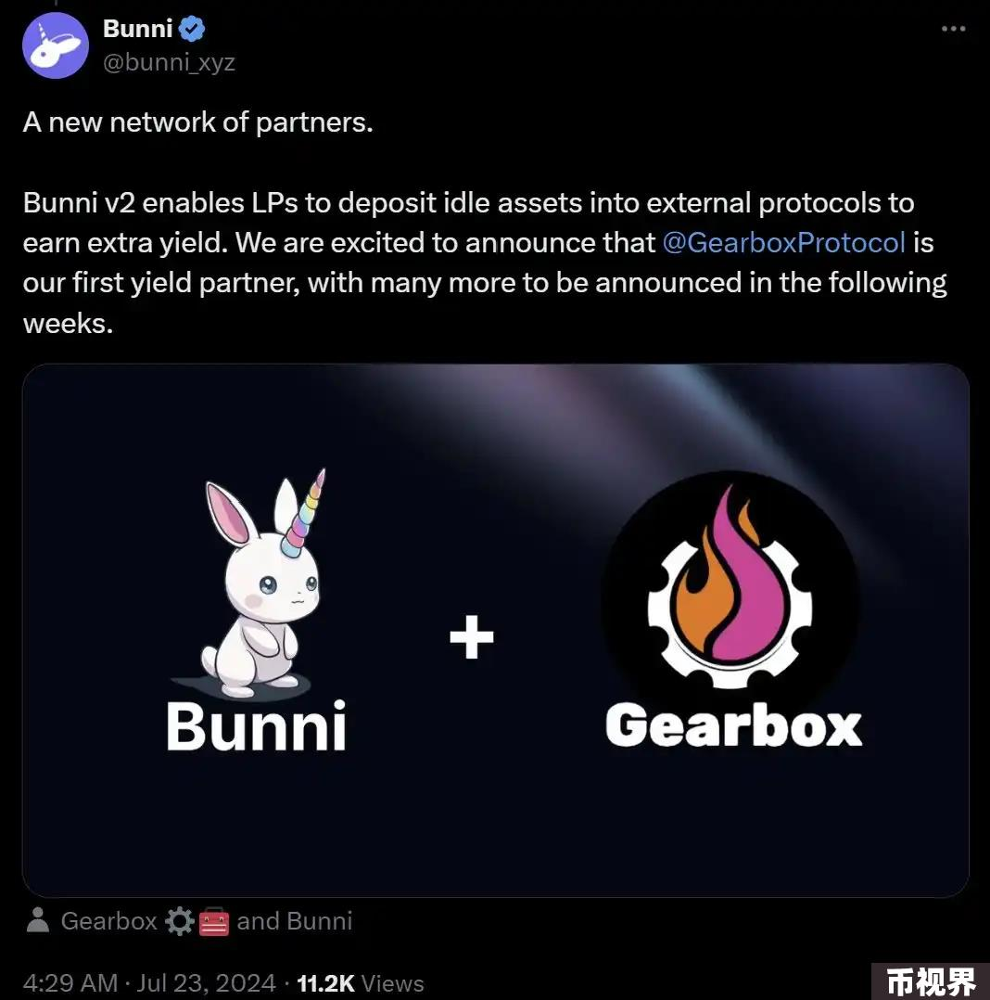 Bunni
@bunni_xyz
A new network of partners.
Bunni v2 enables LPs to deposit idle assets into external protocols to
earn extra yield. We are excited to announce that @GearboxProtocol is
our first yield partner, with many more to be announced in the following
weeks.
+
Bunni
Gearbox
Gearbox ⚙️🧰 and Bunni
4:29 AM · Jul 23, 2024 · 11.2K Views
币视界